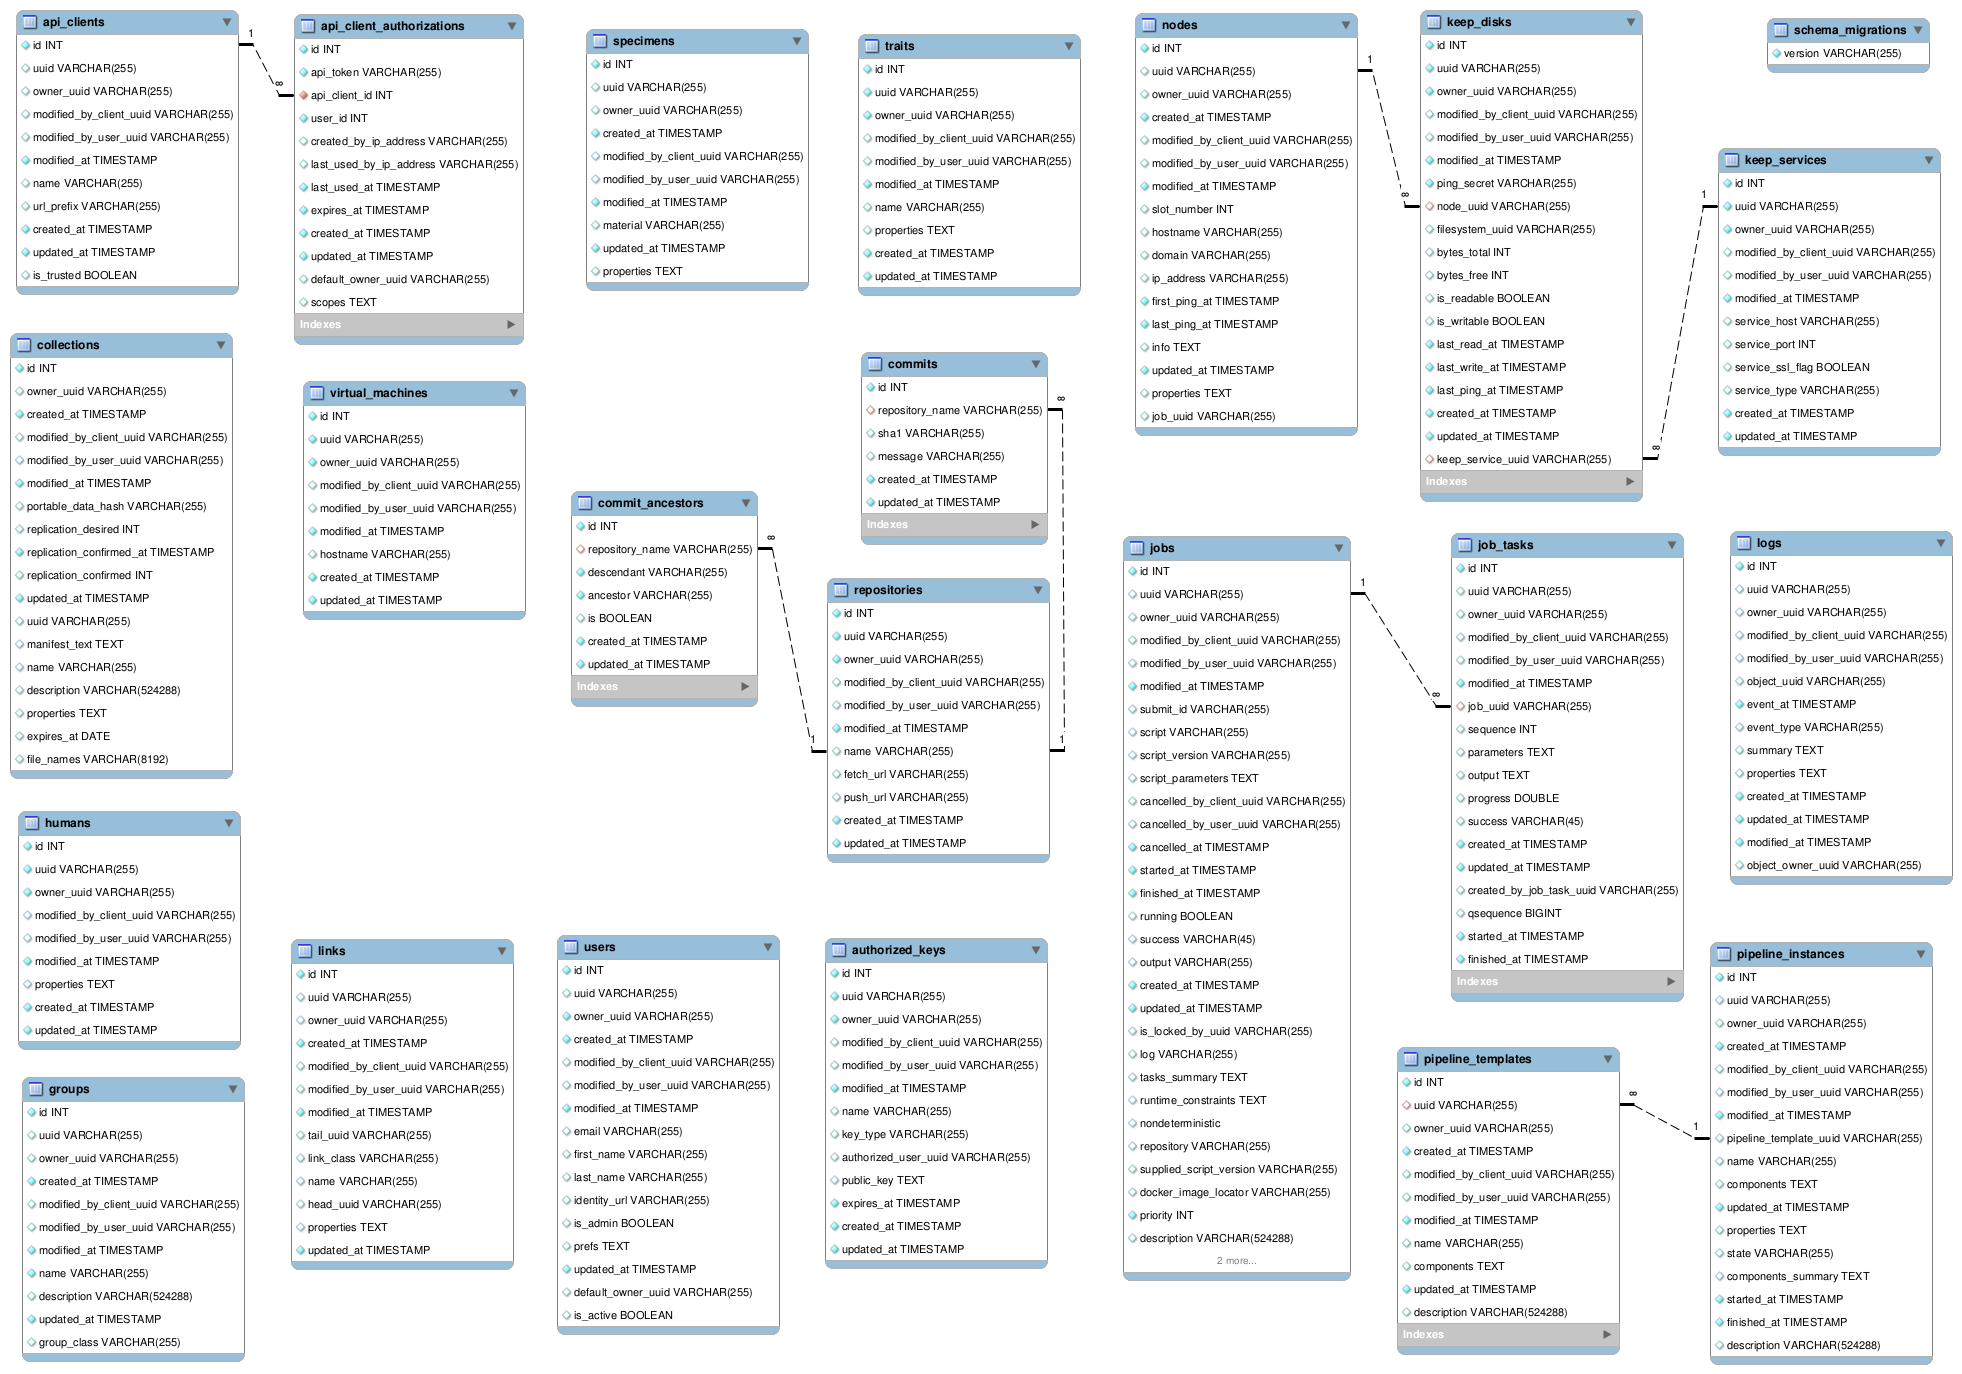 api_clients
id INT
uuid VARCHAR(255)
owner_uuid VARCHAR(255)
modified_by_client_uuid VARCHAR(255)
modified_by_user_uuid VARCHAR(255)
modified_at TIMESTAMP
name VARCHAR(255)
url_prefix VARCHAR(255)
created_at TIMESTAMP
updated_at TIMESTAMP
is_trusted BOOLEAN
1
∞
api_client_authorizations
id INT
api_token VARCHAR(255)
api_client_id INT
user_id INT
created_by_ip_address VARCHAR(255)
last_used_by_ip_address VARCHAR(255)
last_used_at TIMESTAMP
expires_at TIMESTAMP
created_at TIMESTAMP
updated_at TIMESTAMP
default_owner_uuid VARCHAR(255)
scopes TEXT
Indexes
specimens
id INT
uuid VARCHAR(255)
owner_uuid VARCHAR(255)
created_at TIMESTAMP
modified_by_client_uuid VARCHAR(255)
modified_by_user_uuid VARCHAR(255)
modified_at TIMESTAMP
material VARCHAR(255)
updated_at TIMESTAMP
properties TEXT
traits
id INT
uuid VARCHAR(255)
owner_uuid VARCHAR(255)
modified_by_client_uuid VARCHAR(255)
modified_by_user_uuid VARCHAR(255)
modified_at TIMESTAMP
name VARCHAR(255)
properties TEXT
created_at TIMESTAMP
updated_at TIMESTAMP
nodes
id INT
uuid VARCHAR(255)
owner_uuid VARCHAR(255)
created_at TIMESTAMP
modified_by_client_uuid VARCHAR(255)
modified_by_user_uuid VARCHAR(255)
modified_at TIMESTAMP
slot_number INT
hostname VARCHAR(255)
domain VARCHAR(255)
ip_address VARCHAR(255)
first_ping_at TIMESTAMP
last_ping_at TIMESTAMP
info TEXT
updated_at TIMESTAMP
properties TEXT
job_uuid VARCHAR(255)
1
∞
keep_disks
id INT
uuid VARCHAR(255)
owner_uuid VARCHAR(255)
modified_by_client_uuid VARCHAR(255)
modified_by_user_uuid VARCHAR(255)
modified_at TIMESTAMP
ping_secret VARCHAR(255)
node_uuid VARCHAR(255)
filesystem_uuid VARCHAR(255)
bytes_total INT
bytes_free INT
is_readable BOOLEAN
is_writable BOOLEAN
last_read_at TIMESTAMP
last_write_at TIMESTAMP
last_ping_at TIMESTAMP
created_at TIMESTAMP
updated_at TIMESTAMP
keep_service_uuid VARCHAR(255)
Indexes
1
∞
schema_migrations
version VARCHAR(255)
keep_services
id INT
uuid VARCHAR(255)
owner_uuid VARCHAR(255)
modified_by_client_uuid VARCHAR(255)
modified_by_user_uuid VARCHAR(255)
modified_at TIMESTAMP
service_host VARCHAR(255)
service_port INT
service_ssl_flag BOOLEAN
service_type VARCHAR(255)
created_at TIMESTAMP
updated_at TIMESTAMP
collections
id INT
owner_uuid VARCHAR(255)
created_at TIMESTAMP
modified_by_client_uuid VARCHAR(255)
modified_by_user_uuid VARCHAR(255)
modified_at TIMESTAMP
portable_data_hash VARCHAR(255)
replication_desired INT
replication_confirmed_at TIMESTAMP
replication_confirmed INT
updated_at TIMESTAMP
uuid VARCHAR(255)
manifest_text TEXT
name VARCHAR(255)
description VARCHAR(524288)
properties TEXT
expires_at DATE
file_names VARCHAR(8192)
virtual_machines
id INT
uuid VARCHAR(255)
owner_uuid VARCHAR(255)
modified_by_client_uuid VARCHAR(255)
modified_by_user_uuid VARCHAR(255)
modified_at TIMESTAMP
hostname VARCHAR(255)
created_at TIMESTAMP
updated_at TIMESTAMP
commit_ancestors
id INT
repository_name VARCHAR(255)
descendant VARCHAR(255)
ancestor VARCHAR(255)
is BOOLEAN
created_at TIMESTAMP
updated_at TIMESTAMP
Indexes
∞
1
commits
id INT
repository_name VARCHAR(255)
sha1 VARCHAR(255)
message VARCHAR(255)
created_at TIMESTAMP
updated_at TIMESTAMP
Indexes
∞
1
repositories
id INT
uuid VARCHAR(255)
owner_uuid VARCHAR(255)
modified_by_client_uuid VARCHAR(255)
modified_by_user_uuid VARCHAR(255)
modified_at TIMESTAMP
name VARCHAR(255)
fetch_url VARCHAR(255)
push_url VARCHAR(255)
created_at TIMESTAMP
updated_at TIMESTAMP
jobs
id INT
uuid VARCHAR(255)
owner_uuid VARCHAR(255)
modified_by_client_uuid VARCHAR(255)
modified_by_user_uuid VARCHAR(255)
modified_at TIMESTAMP
submit_id VARCHAR(255)
script VARCHAR(255)
script_version VARCHAR(255)
script_parameters TEXT
cancelled_by_client_uuid VARCHAR(255)
cancelled_by_user_uuid VARCHAR(255)
cancelled_at TIMESTAMP
started_at TIMESTAMP
finished_at TIMESTAMP
running BOOLEAN
success VARCHAR(45)
output VARCHAR(255)
created_at TIMESTAMP
updated_at TIMESTAMP
is_locked_by_uuid VARCHAR(255)
log VARCHAR(255)
tasks_summary TEXT
runtime_constraints TEXT
nondeterministic
repository VARCHAR(255)
supplied_script_version VARCHAR(255)
docker_image_locator VARCHAR(255)
priority INT
description VARCHAR(524288)
2 more...
1
∞
job_tasks
id INT
uuid VARCHAR(255)
owner_uuid VARCHAR(255)
modified_by_client_uuid VARCHAR(255)
modified_by_user_uuid VARCHAR(255)
modified_at TIMESTAMP
job_uuid VARCHAR(255)
sequence INT
parameters TEXT
output TEXT
progress DOUBLE
success VARCHAR(45)
created_at TIMESTAMP
updated_at TIMESTAMP
created_by_job_task_uuid VARCHAR(255)
qsequence BIGINT
started_at TIMESTAMP
finished_at TIMESTAMP
Indexes
logs
id INT
uuid VARCHAR(255)
owner_uuid VARCHAR(255)
modified_by_client_uuid VARCHAR(255)
modified_by_user_uuid VARCHAR(255)
object_uuid VARCHAR(255)
event_at TIMESTAMP
event_type VARCHAR(255)
summary TEXT
properties TEXT
created_at TIMESTAMP
updated_at TIMESTAMP
modified_at TIMESTAMP
object_owner_uuid VARCHAR(255)
humans
id INT
uuid VARCHAR(255)
owner_uuid VARCHAR(255)
modified_by_client_uuid VARCHAR(255)
modified_by_user_uuid VARCHAR(255)
modified_at TIMESTAMP
properties TEXT
created_at TIMESTAMP
updated_at TIMESTAMP
groups
id INT
uuid VARCHAR(255)
owner_uuid VARCHAR(255)
created_at TIMESTAMP
modified_by_client_uuid VARCHAR(255)
modified_by_user_uuid VARCHAR(255)
modified_at TIMESTAMP
name VARCHAR(255)
description VARCHAR(524288)
updated_at TIMESTAMP
group_class VARCHAR(255)
links
id INT
uuid VARCHAR(255)
owner_uuid VARCHAR(255)
created_at TIMESTAMP
modified_by_client_uuid VARCHAR(255)
modified_by_user_uuid VARCHAR(255)
modified_at TIMESTAMP
tail_uuid VARCHAR(255)
link_class VARCHAR(255)
name VARCHAR(255)
head_uuid VARCHAR(255)
properties TEXT
updated_at TIMESTAMP
users
id INT
uuid VARCHAR(255)
owner_uuid VARCHAR(255)
created_at TIMESTAMP
modified_by_client_uuid VARCHAR(255)
modified_by_user_uuid VARCHAR(255)
modified_at TIMESTAMP
email VARCHAR(255)
first_name VARCHAR(255)
last_name VARCHAR(255)
identity_url VARCHAR(255)
is_admin BOOLEAN
prefs TEXT
updated_at TIMESTAMP
default_owner_uuid VARCHAR(255)
is_active BOOLEAN
authorized_keys
id INT
uuid VARCHAR(255)
owner_uuid VARCHAR(255)
modified_by_client_uuid VARCHAR(255)
modified_by_user_uuid VARCHAR(255)
modified_at TIMESTAMP
name VARCHAR(255)
key_type VARCHAR(255)
authorized_user_uuid VARCHAR(255)
public_key TEXT
expires_at TIMESTAMP
created_at TIMESTAMP
updated_at TIMESTAMP
pipeline_templates
id INT
uuid VARCHAR(255)
owner_uuid VARCHAR(255)
created_at TIMESTAMP
modified_by_client_uuid VARCHAR(255)
modified_by_user_uuid VARCHAR(255)
modified_at TIMESTAMP
name VARCHAR(255)
components TEXT
updated_at TIMESTAMP
description VARCHAR(524288)
Indexes
∞
1
pipeline_instances
id INT
uuid VARCHAR(255)
owner_uuid VARCHAR(255)
created_at TIMESTAMP
modified_by_client_uuid VARCHAR(255)
modified_by_user_uuid VARCHAR(255)
modified_at TIMESTAMP
pipeline_template_uuid VARCHAR(255)
name VARCHAR(255)
components TEXT
updated_at TIMESTAMP
properties TEXT
state VARCHAR(255)
components_summary TEXT
started_at TIMESTAMP
finished_at TIMESTAMP
description VARCHAR(524288)